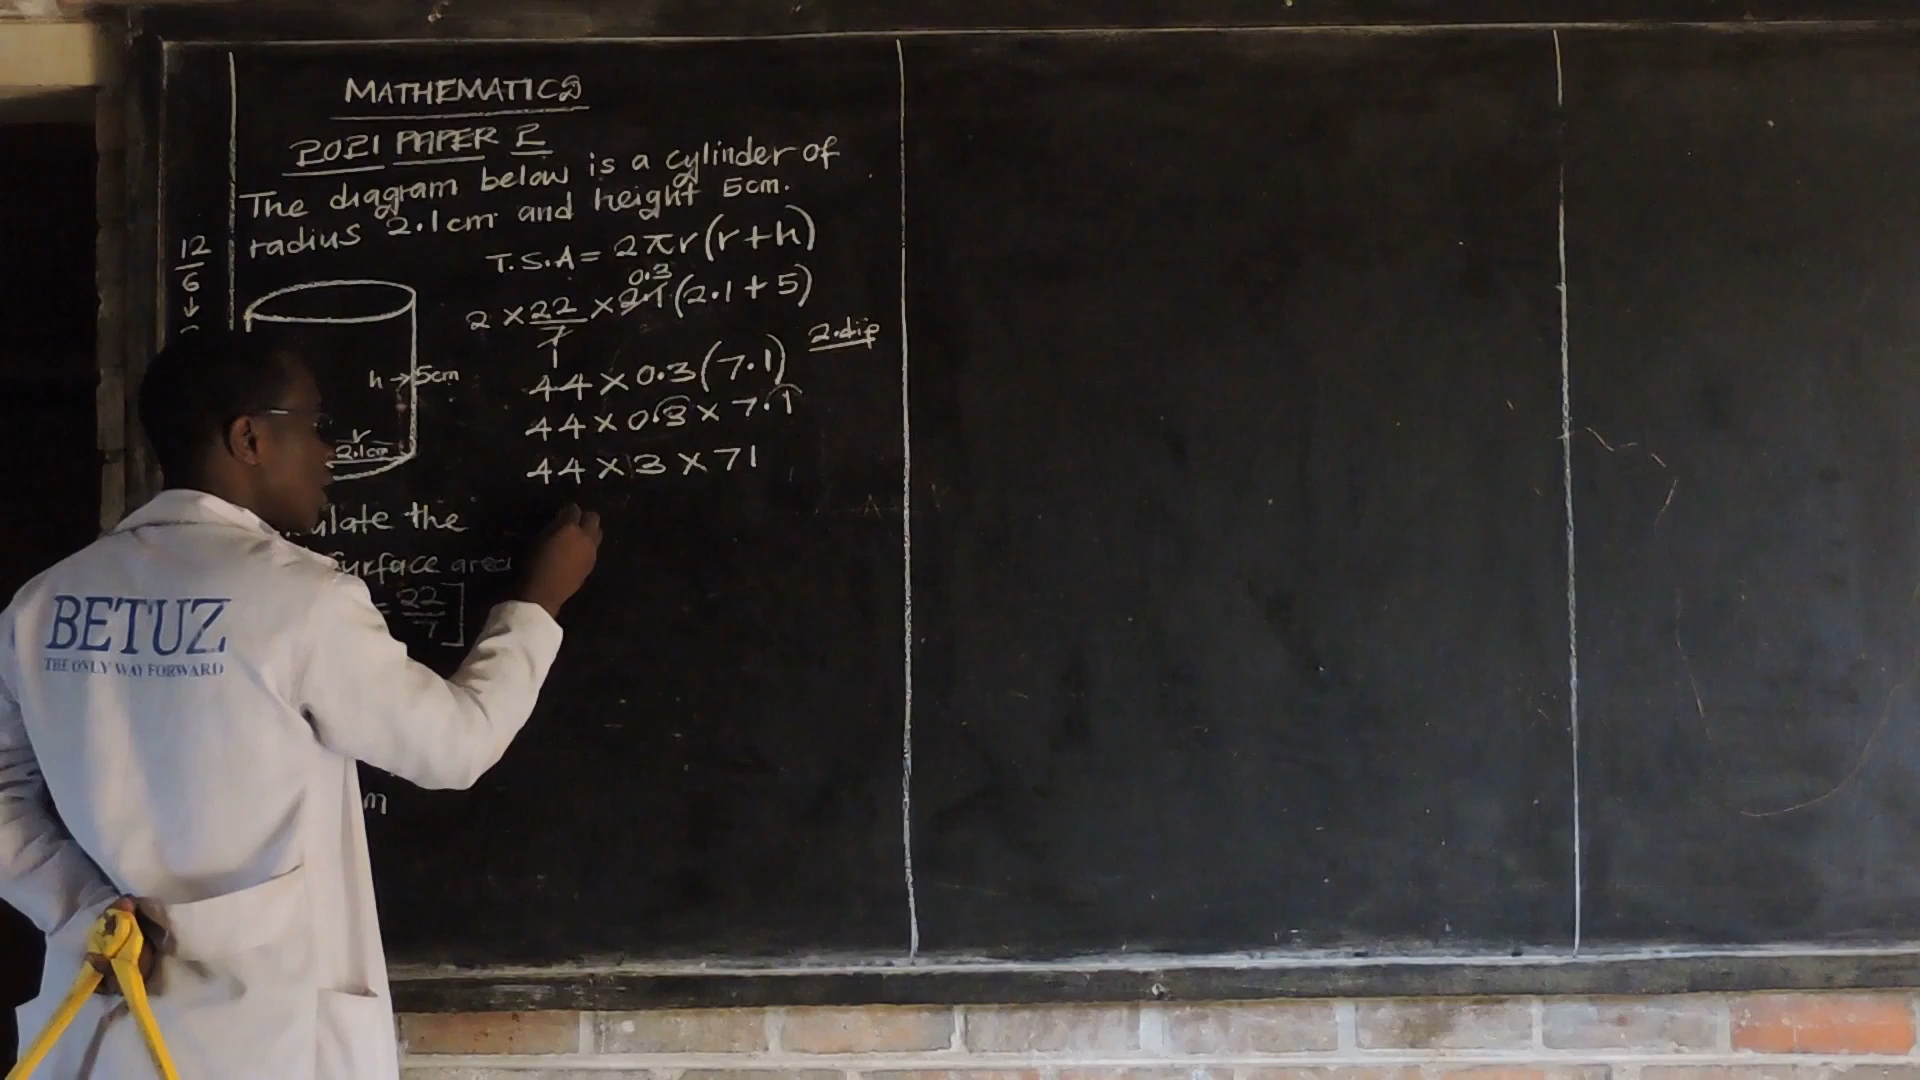 MATHEMATICS
2021 PAPER 2
The diagram below is a cylinder of
radius 2.1cm and height 5cm.
12
6
↓
T.S.A = 2πr(r+h)
0.3
2 × 22 × 2.1 (2.1 + 5)
7
1
2.dip
44 × 0.3 (7.1)
44 × 0.3 × 7.1
44 × 3 × 71
h → 5cm
r
2.1cm
the
surface area
= 22
7 ]
m
BETUZ
THE ONLY WAY FORWARD